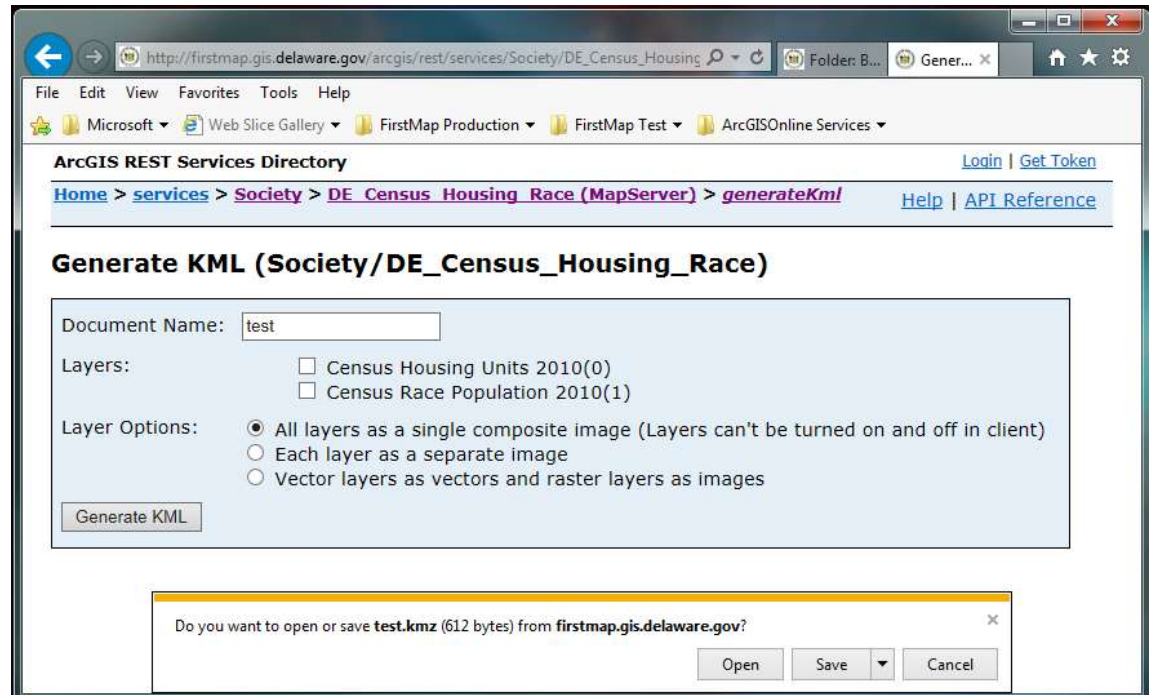 http://firstmap.gis.delaware.gov/arcgis/rest/services/Society/DE_Census_Housing
Folder: B...
Gener...
File Edit View Favorites Tools Help
Microsoft Web Slice Gallery FirstMap Production FirstMap Test ArcGISOnline Services
ArcGIS REST Services Directory
Login | Get Token
Home > services > Society > DE_Census_Housing_Race (MapServer) > generateKml
Help | API Reference
Generate KML (Society/DE_Census_Housing_Race)
Document Name: test
Layers: Census Housing Units 2010(0)
Census Race Population 2010(1)
Layer Options: All layers as a single composite image (Layers can't be turned on and off in client)
Each layer as a separate image
Vector layers as vectors and raster layers as images
Generate KML
Do you want to open or save test.kmz (612 bytes) from firstmap.gis.delaware.gov?
Open Save Cancel